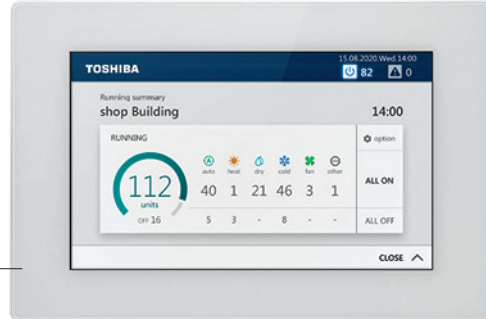 15.08.2020.Wed.14:00
TOSHIBA
82 0
Running summary
shop Building 14:00
RUNNING
option
A
auto heat dry cold fan other
112
units
40 1 21 46 3 1
ALL ON
OFF 16 5 3 - 8 - -
ALL OFF
CLOSE